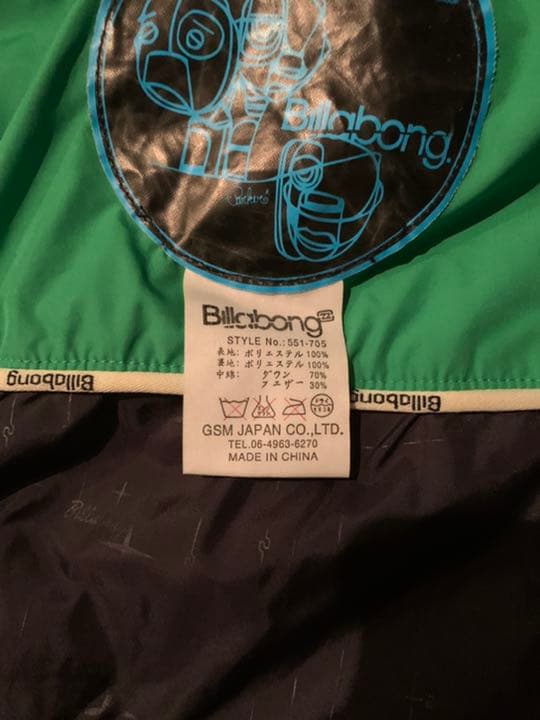 Billabong.
Billabong
STYLE No.:551-705
表地: ポリエステル 100%
裏地: ポリエステル 100%
中綿: ダウン 70%
フェザー 30%
GSM JAPAN CO.,LTD.
TEL.06-4963-6270
MADE IN CHINA
Billabong
Billabong